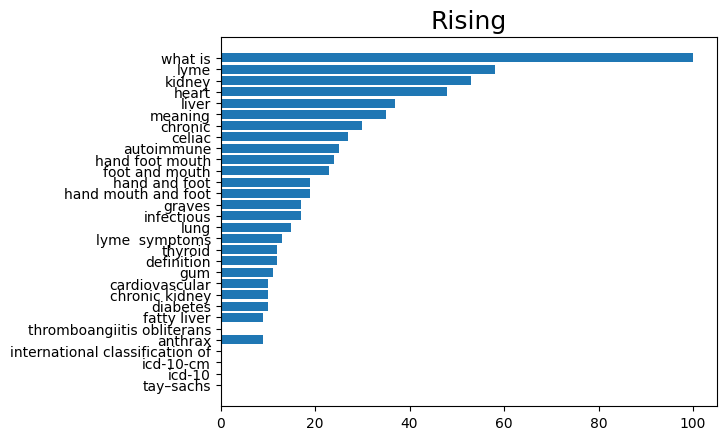 Rising
what is
lyme
kidney
heart
liver
meaning
chronic
celiac
autoimmune
hand foot mouth
foot and mouth
hand and foot
hand mouth and foot
graves
infectious
lung
lyme  symptoms
thyroid
definition
gum
cardiovascular
chronic kidney
diabetes
fatty liver
thromboangiitis obliterans
anthrax
international classification of
icd-10-cm
icd-10
tay–sachs
0 20 40 60 80 100